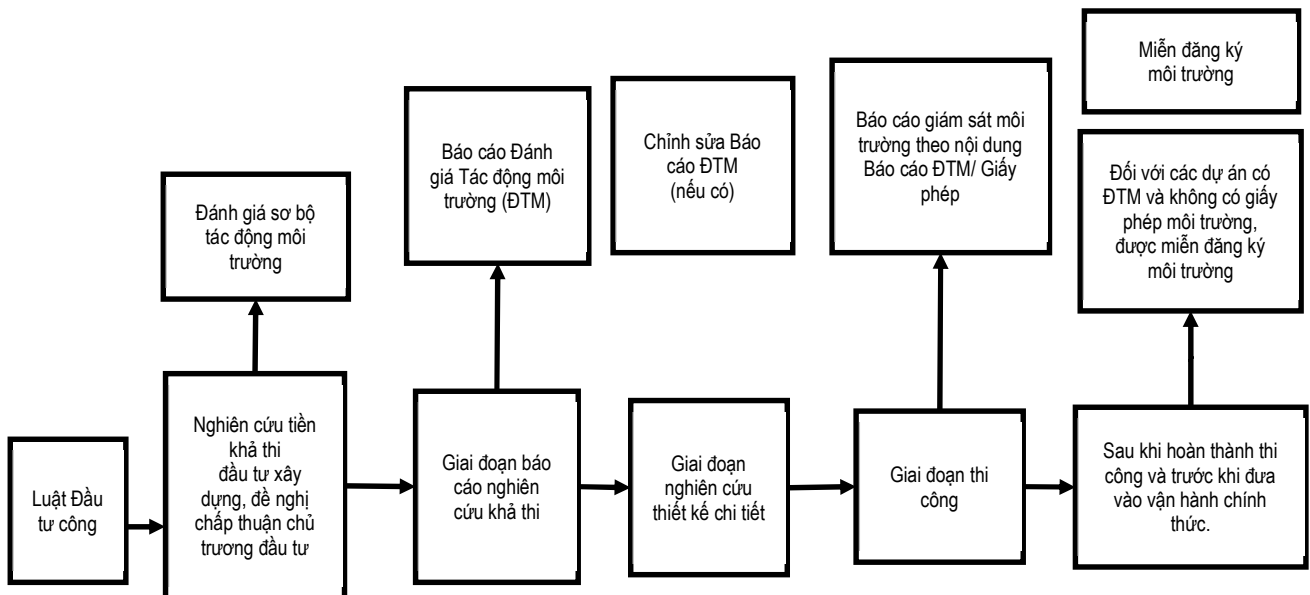 Miễn đăng ký
môi trường
Báo cáo Đánh
giá Tác động môi
trường (ĐTM)
Chỉnh sửa Báo
cáo ĐTM
(nếu có)
Báo cáo giám sát môi
trường theo nội dung
Báo cáo ĐTM/ Giấy
phép
Đối với các dự án có
ĐTM và không có giấy
phép môi trường,
được miễn đăng ký
môi trường
Đánh giá sơ bộ
tác động môi
trường
Luật Đầu
tư công
Nghiên cứu tiền
khả thi
đầu tư xây
dựng, đề nghị
chấp thuận chủ
trương đầu tư
Giai đoạn báo
cáo nghiên
cứu khả thi
Giai đoạn
nghiên cứu
thiết kế chi tiết
Giai đoạn thi
công
Sau khi hoàn thành thi
công và trước khi đưa
vào vận hành chính
thức.